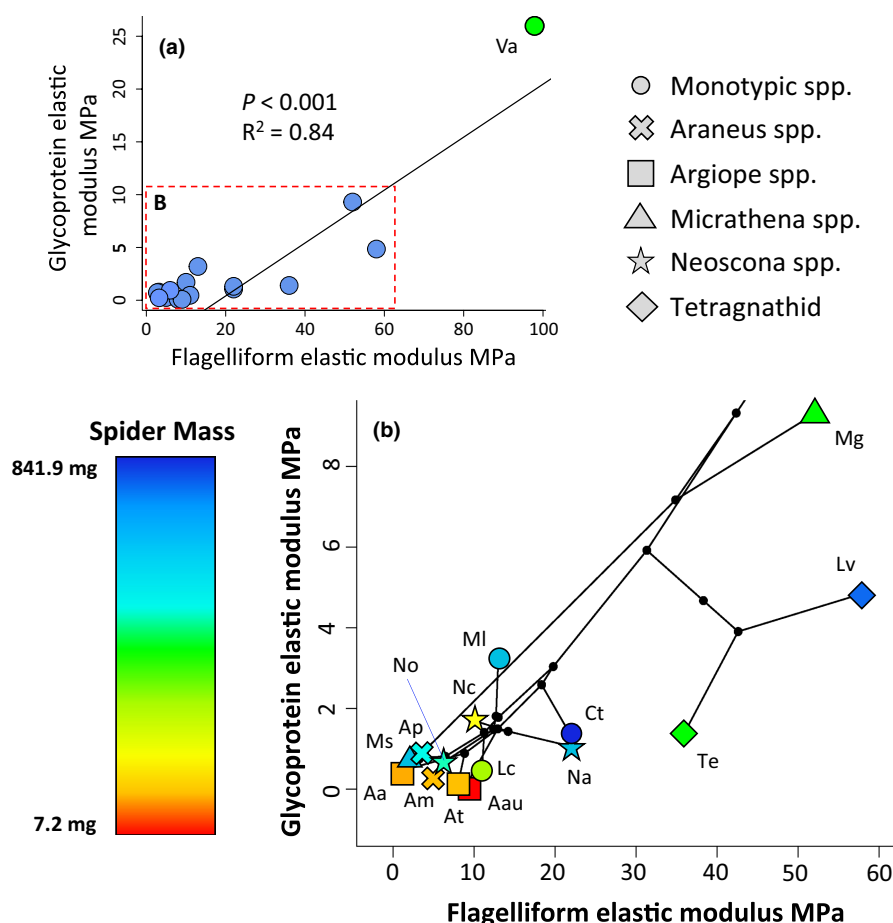 (a)
Va
P < 0.001
R² = 0.84
B
Glycoprotein elastic
modulus MPa
0
5
10
15
20
25
0 20 40 60 80 100
Flagelliform elastic modulus MPa
Monotypic spp.
Araneus spp.
Argiope spp.
Micrathena spp.
Neoscona spp.
Tetragnathid
Spider Mass
841.9 mg
7.2 mg
(b)
Glycoprotein elastic modulus MPa
0
2
4
6
8
Mg
Lv
Ml
No
Nc
Ct
Ap
Ms
Te
Lc
Na
Aa
Am
At
Aau
0 10 20 30 40 50 60
Flagelliform elastic modulus MPa